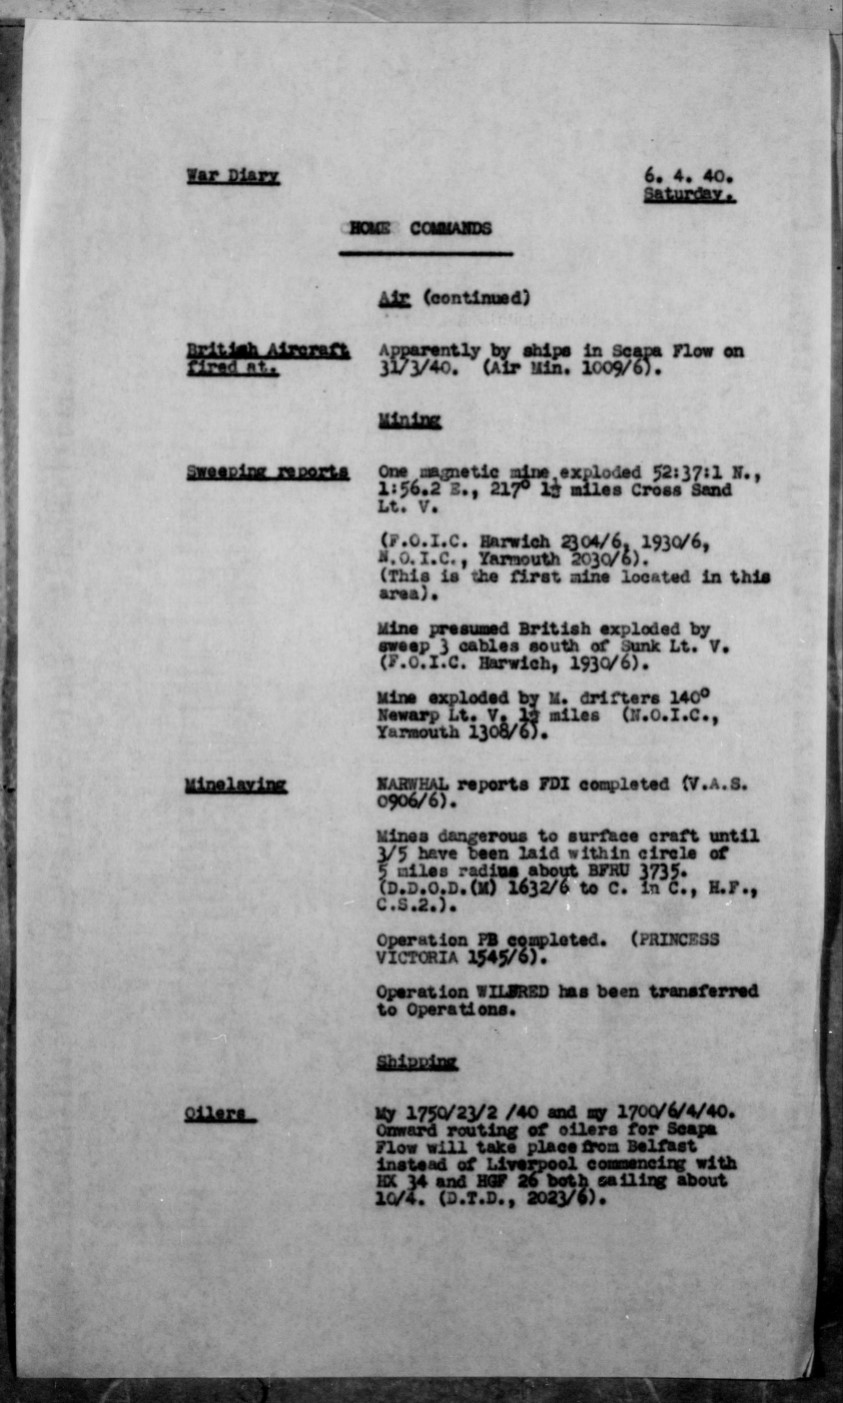 War Diary
6. 4. 40.
Saturday.
HOME COMMANDS
Air (continued)
British Aircraft
fired at.
Apparently by ships in Scapa Flow on
31/3/40. (Air Min. 1009/6).
Mining
Sweeping reports
One magnetic mine exploded 52:37:1 N.,
1:56.2 E., 217° 1½ miles Cross Sand
Lt. V.
(F.O.I.C. Harwich 2304/6, 1930/6,
N.O.I.C., Yarmouth 2030/6).
(This is the first mine located in this
area).
Mine presumed British exploded by
sweep 3 cables south of Sunk Lt. V.
(F.O.I.C. Harwich, 1930/6).
Mine exploded by M. drifters 140°
Newarp Lt. V. 1½ miles (N.O.I.C.,
Yarmouth 1308/6).
Minelaying
NARWHAL reports FDI completed (V.A.S.
0906/6).
Mines dangerous to surface craft until
3/5 have been laid within circle of
5 miles radius about BFRU 3735.
(D.D.O.D.(M) 1632/6 to C. in C., H.F.,
C.S.2.).
Operation PB completed. (PRINCESS
VICTORIA 1545/6).
Operation WILFRED has been transferred
to Operations.
Shipping
Oilers
My 1750/23/2 /40 and my 1700/6/4/40.
Onward routing of oilers for Scapa
Flow will take place from Belfast
instead of Liverpool commencing with
HX 34 and HGF 26 both sailing about
10/4. (D.T.D., 2023/6).